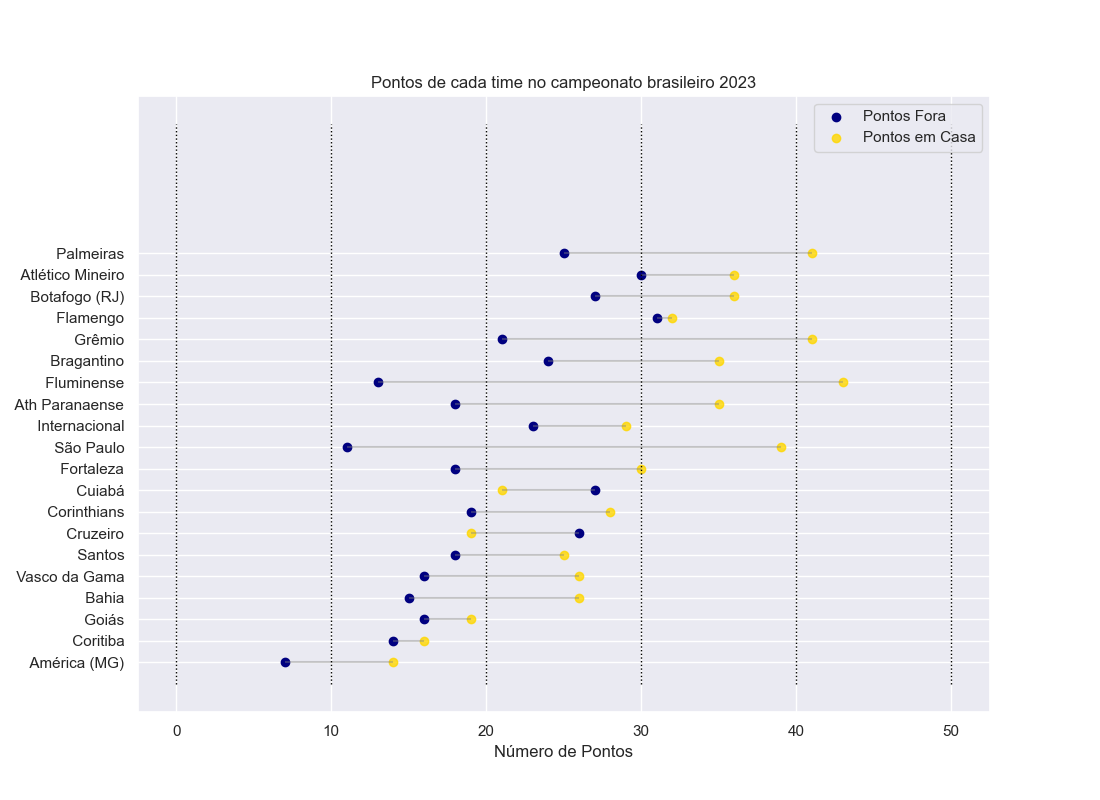 Pontos de cada time no campeonato brasileiro 2023
Pontos Fora
Pontos em Casa
Palmeiras
Atlético Mineiro
Botafogo (RJ)
Flamengo
Grêmio
Bragantino
Fluminense
Ath Paranaense
Internacional
São Paulo
Fortaleza
Cuiabá
Corinthians
Cruzeiro
Santos
Vasco da Gama
Bahia
Goiás
Coritiba
América (MG)
0 10 20 30 40 50
Número de Pontos